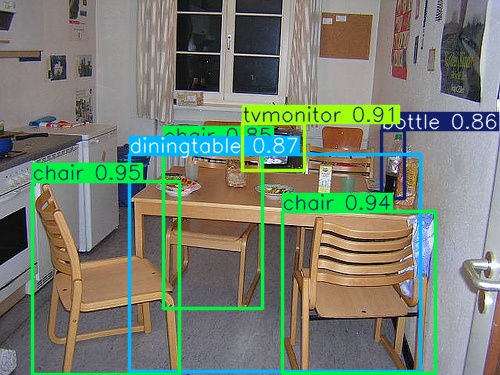 tvmonitor 0.91
bottle 0.86
chair 0.85
diningtable 0.87
chair 0.95
chair 0.94